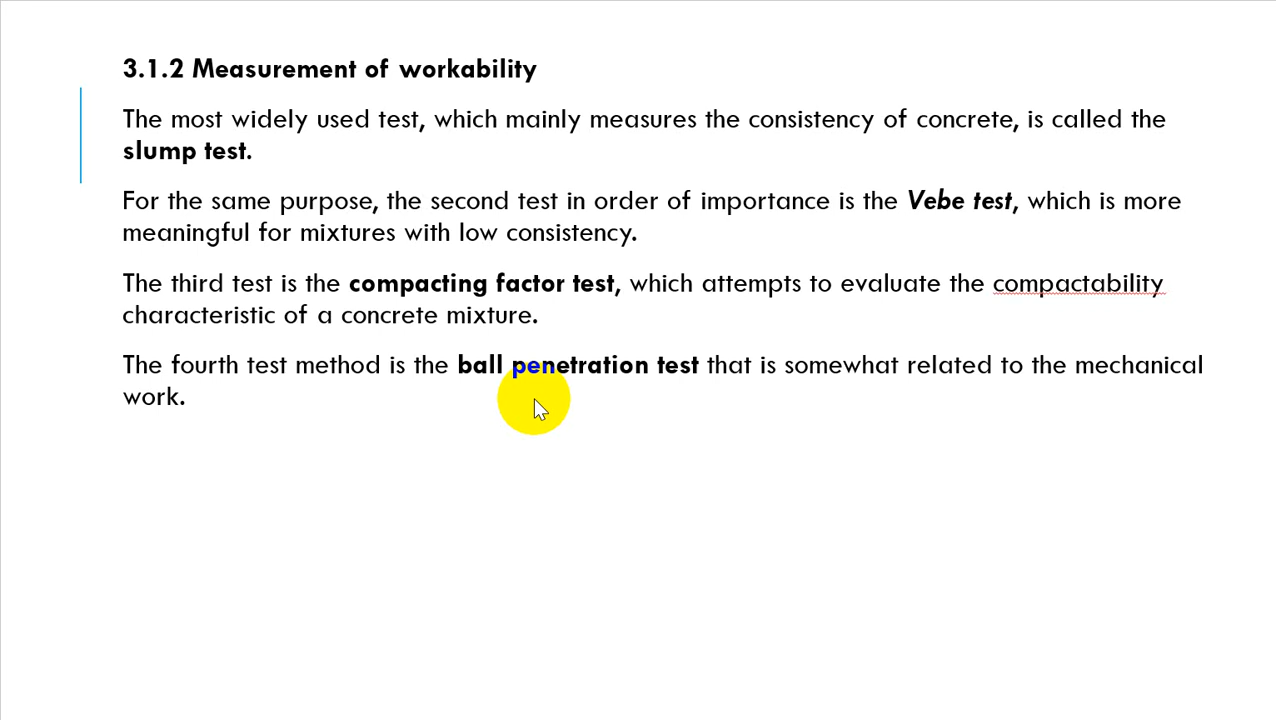 3.1.2 Measurement of workability
The most widely used test, which mainly measures the consistency of concrete, is called the
slump test.
For the same purpose, the second test in order of importance is the Vebe test, which is more
meaningful for mixtures with low consistency.
The third test is the compacting factor test, which attempts to evaluate the compactability
characteristic of a concrete mixture.
The fourth test method is the ball penetration test that is somewhat related to the mechanical
work.